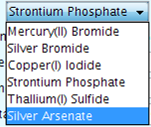 Strontium Phosphate
Mercury(II) Bromide
Silver Bromide
Copper(I) Iodide
Strontium Phosphate
Thallium(I) Sulfide
Silver Arsenate